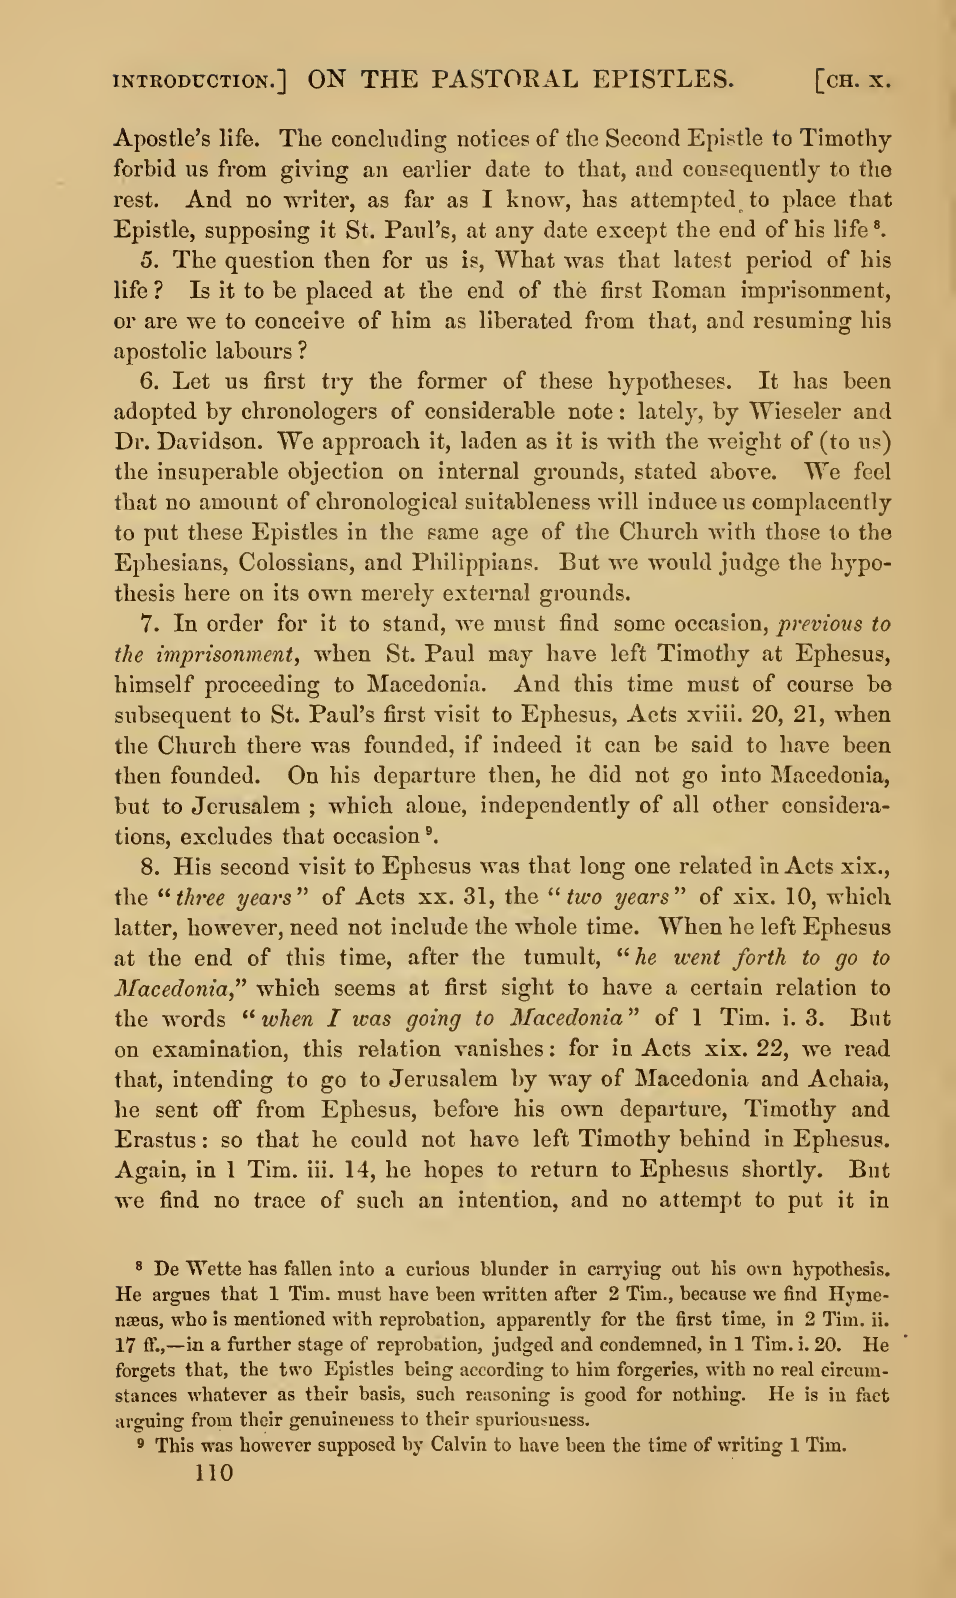 INTRODUCTION.] ON THE PASTORAL EPISTLES. [CH. X.
Apostle's life. The concluding notices of the Second Epistle to Timothy
forbid us from giving an earlier date to that, and consequently to the
rest. And no writer, as far as I know, has attempted to place that
Epistle, supposing it St. Paul's, at any date except the end of his life ⁸.
5. The question then for us is, What was that latest period of his
life? Is it to be placed at the end of the first Roman imprisonment,
or are we to conceive of him as liberated from that, and resuming his
apostolic labours?
6. Let us first try the former of these hypotheses. It has been
adopted by chronologers of considerable note: lately, by Wieseler and
Dr. Davidson. We approach it, laden as it is with the weight of (to us)
the insuperable objection on internal grounds, stated above. We feel
that no amount of chronological suitableness will induce us complacently
to put these Epistles in the same age of the Church with those to the
Ephesians, Colossians, and Philippians. But we would judge the hypo-
thesis here on its own merely external grounds.
7. In order for it to stand, we must find some occasion, previous to
the imprisonment, when St. Paul may have left Timothy at Ephesus,
himself proceeding to Macedonia. And this time must of course be
subsequent to St. Paul's first visit to Ephesus, Acts xviii. 20, 21, when
the Church there was founded, if indeed it can be said to have been
then founded. On his departure then, he did not go into Macedonia,
but to Jerusalem ; which alone, independently of all other considera-
tions, excludes that occasion ⁹.
8. His second visit to Ephesus was that long one related in Acts xix.,
the "three years" of Acts xx. 31, the "two years" of xix. 10, which
latter, however, need not include the whole time. When he left Ephesus
at the end of this time, after the tumult, "he went forth to go to
Macedonia," which seems at first sight to have a certain relation to
the words "when I was going to Macedonia" of 1 Tim. i. 3. But
on examination, this relation vanishes: for in Acts xix. 22, we read
that, intending to go to Jerusalem by way of Macedonia and Achaia,
he sent off from Ephesus, before his own departure, Timothy and
Erastus: so that he could not have left Timothy behind in Ephesus.
Again, in 1 Tim. iii. 14, he hopes to return to Ephesus shortly. But
we find no trace of such an intention, and no attempt to put it in
⁸ De Wette has fallen into a curious blunder in carrying out his own hypothesis.
He argues that 1 Tim. must have been written after 2 Tim., because we find Hyme-
næus, who is mentioned with reprobation, apparently for the first time, in 2 Tim. ii.
17 ff.,—in a further stage of reprobation, judged and condemned, in 1 Tim. i. 20. He
forgets that, the two Epistles being according to him forgeries, with no real circum-
stances whatever as their basis, such reasoning is good for nothing. He is in fact
arguing from their genuineness to their spuriousness.
⁹ This was however supposed by Calvin to have been the time of writing 1 Tim.
110